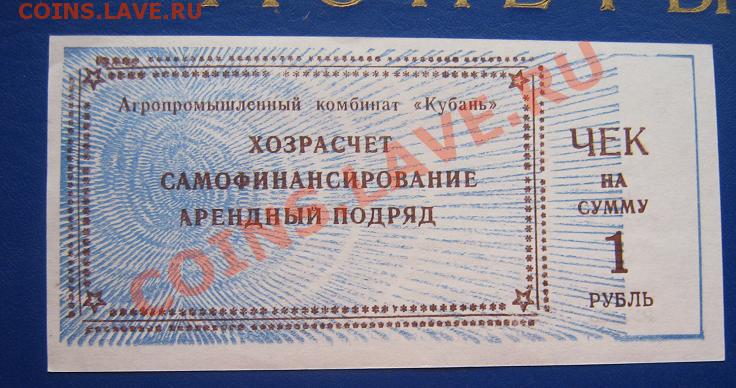 COINS.LAVE.RU
Агропромышленный комбинат «Кубань»
ХОЗРАСЧЕТ
САМОФИНАНСИРОВАНИЕ
АРЕНДНЫЙ ПОДРЯД
ЧЕК
НА
СУММУ
1
РУБЛЬ
COINS.LAVE.RU